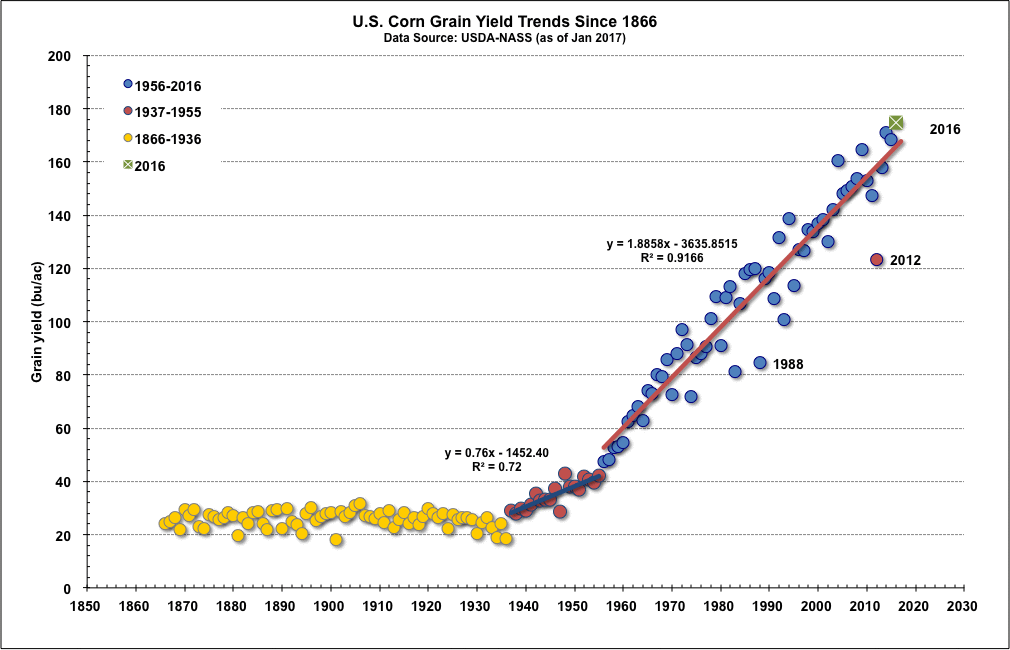 U.S. Corn Grain Yield Trends Since 1866
Data Source: USDA-NASS (as of Jan 2017)
200
180
160
140
120
100
80
60
40
20
0
Grain yield (bu/ac)
1956-2016
1937-1955
1866-1936
2016
2016
y = 1.8858x - 3635.8515
R² = 0.9166
2012
1988
y = 0.76x - 1452.40
R² = 0.72
1850 1860 1870 1880 1890 1900 1910 1920 1930 1940 1950 1960 1970 1980 1990 2000 2010 2020 2030